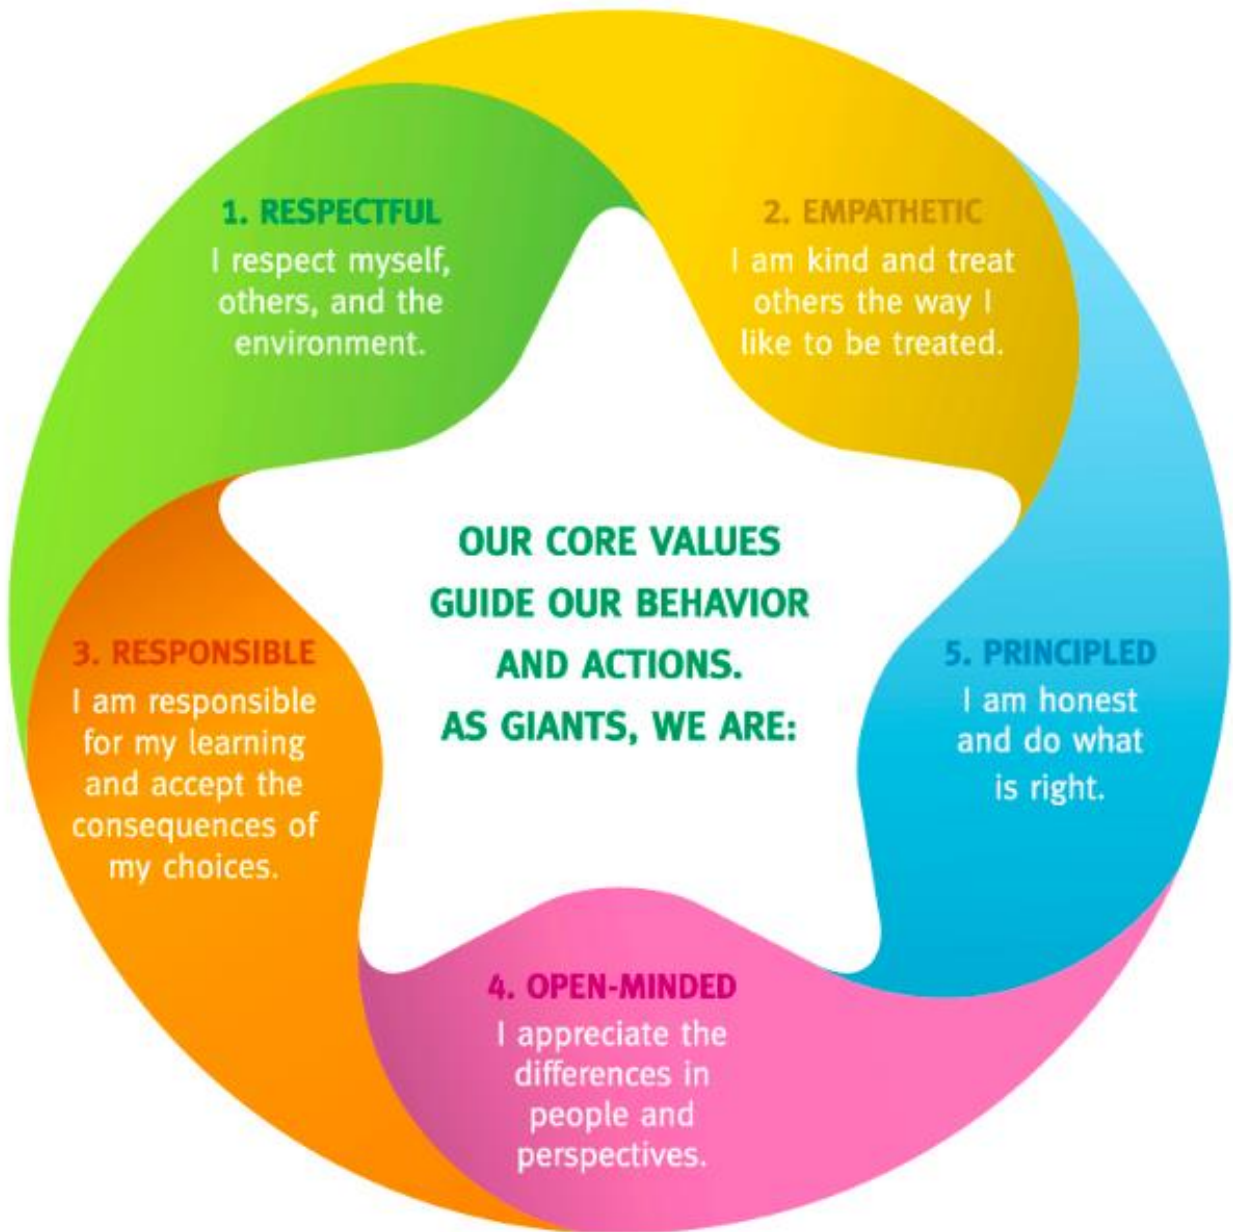 1. RESPECTFUL
I respect myself,
others, and the
environment.
2. EMPATHETIC
I am kind and treat
others the way I
like to be treated.
OUR CORE VALUES
GUIDE OUR BEHAVIOR
AND ACTIONS.
AS GIANTS, WE ARE:
3. RESPONSIBLE
I am responsible
for my learning
and accept the
consequences of
my choices.
4. OPEN-MINDED
I appreciate the
differences in
people and
perspectives.
5. PRINCIPLED
I am honest
and do what
is right.